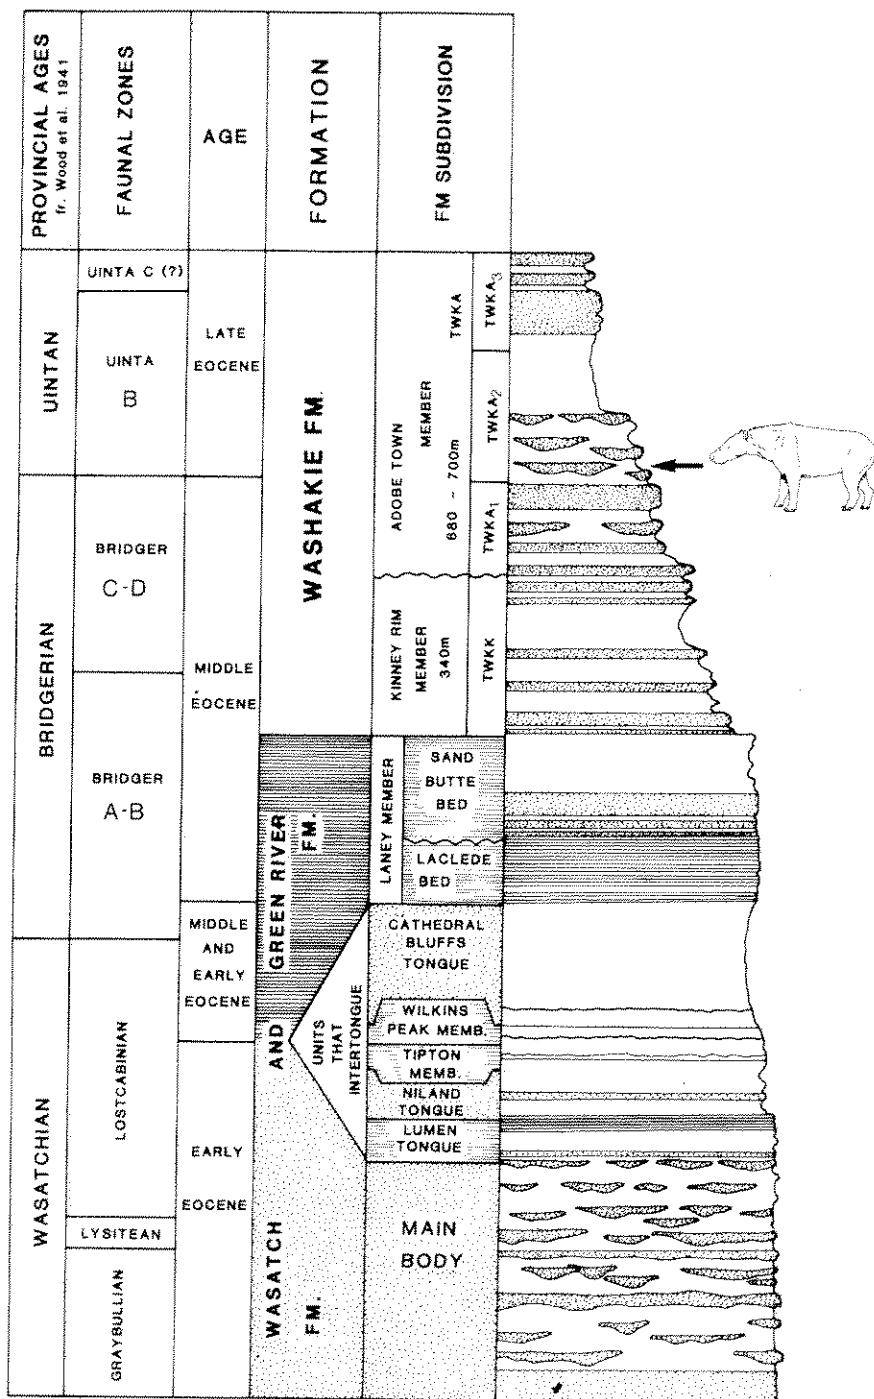 PROVINCIAL AGES
fr. Wood et al. 1941
FAUNAL ZONES
AGE
FORMATION
FM SUBDIVISION
UINTAN
BRIDGERIAN
WASATCHIAN
UINTA C (?)
UINTA
B
BRIDGER
C-D
BRIDGER
A-B
LOSTCABINIAN
LYSITEAN
GRAYBULLIAN
LATE
EOCENE
MIDDLE
EOCENE
MIDDLE
AND
EARLY
EOCENE
EARLY
EOCENE
WASHAKIE FM.
GREEN RIVER
FM.
AND
WASATCH
FM.
UNITS
THAT
INTERTONGUE
ADOBE TOWN
MEMBER
680 - 700m
TWKA
TWKA3
TWKA2
TWKA1
KINNEY RIM
MEMBER
340m
TWKK
LANEY MEMBER
SAND
BUTTE
BED
LACLEDE
BED
CATHEDRAL
BLUFFS
TONGUE
WILKINS
PEAK MEMB.
TIPTON
MEMB.
NILAND
TONGUE
LUMEN
TONGUE
MAIN
BODY